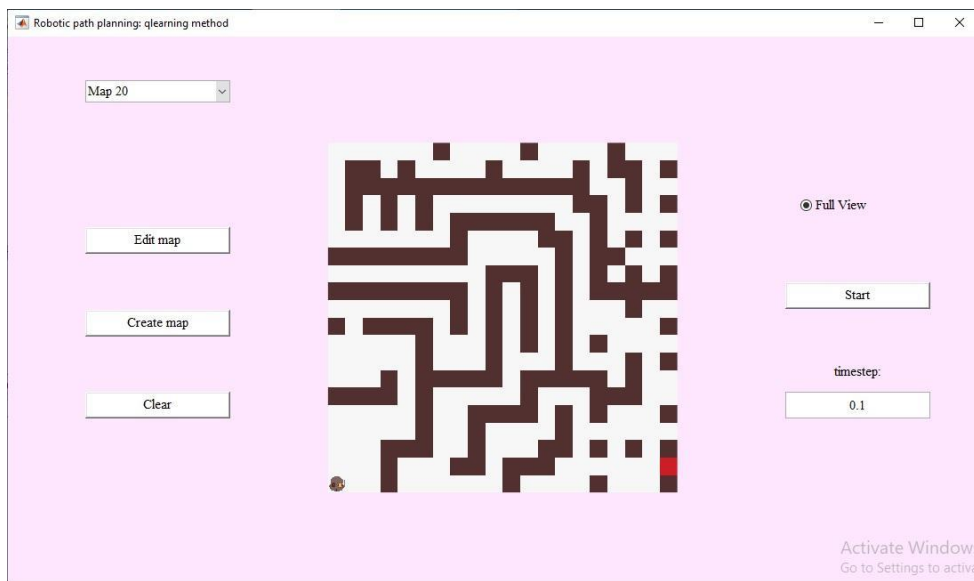 Robotic path planning: qlearning method
Map 20
Edit map
Create map
Clear
Full View
Start
timestep:
0.1
Activate Window
Go to Settings to activa